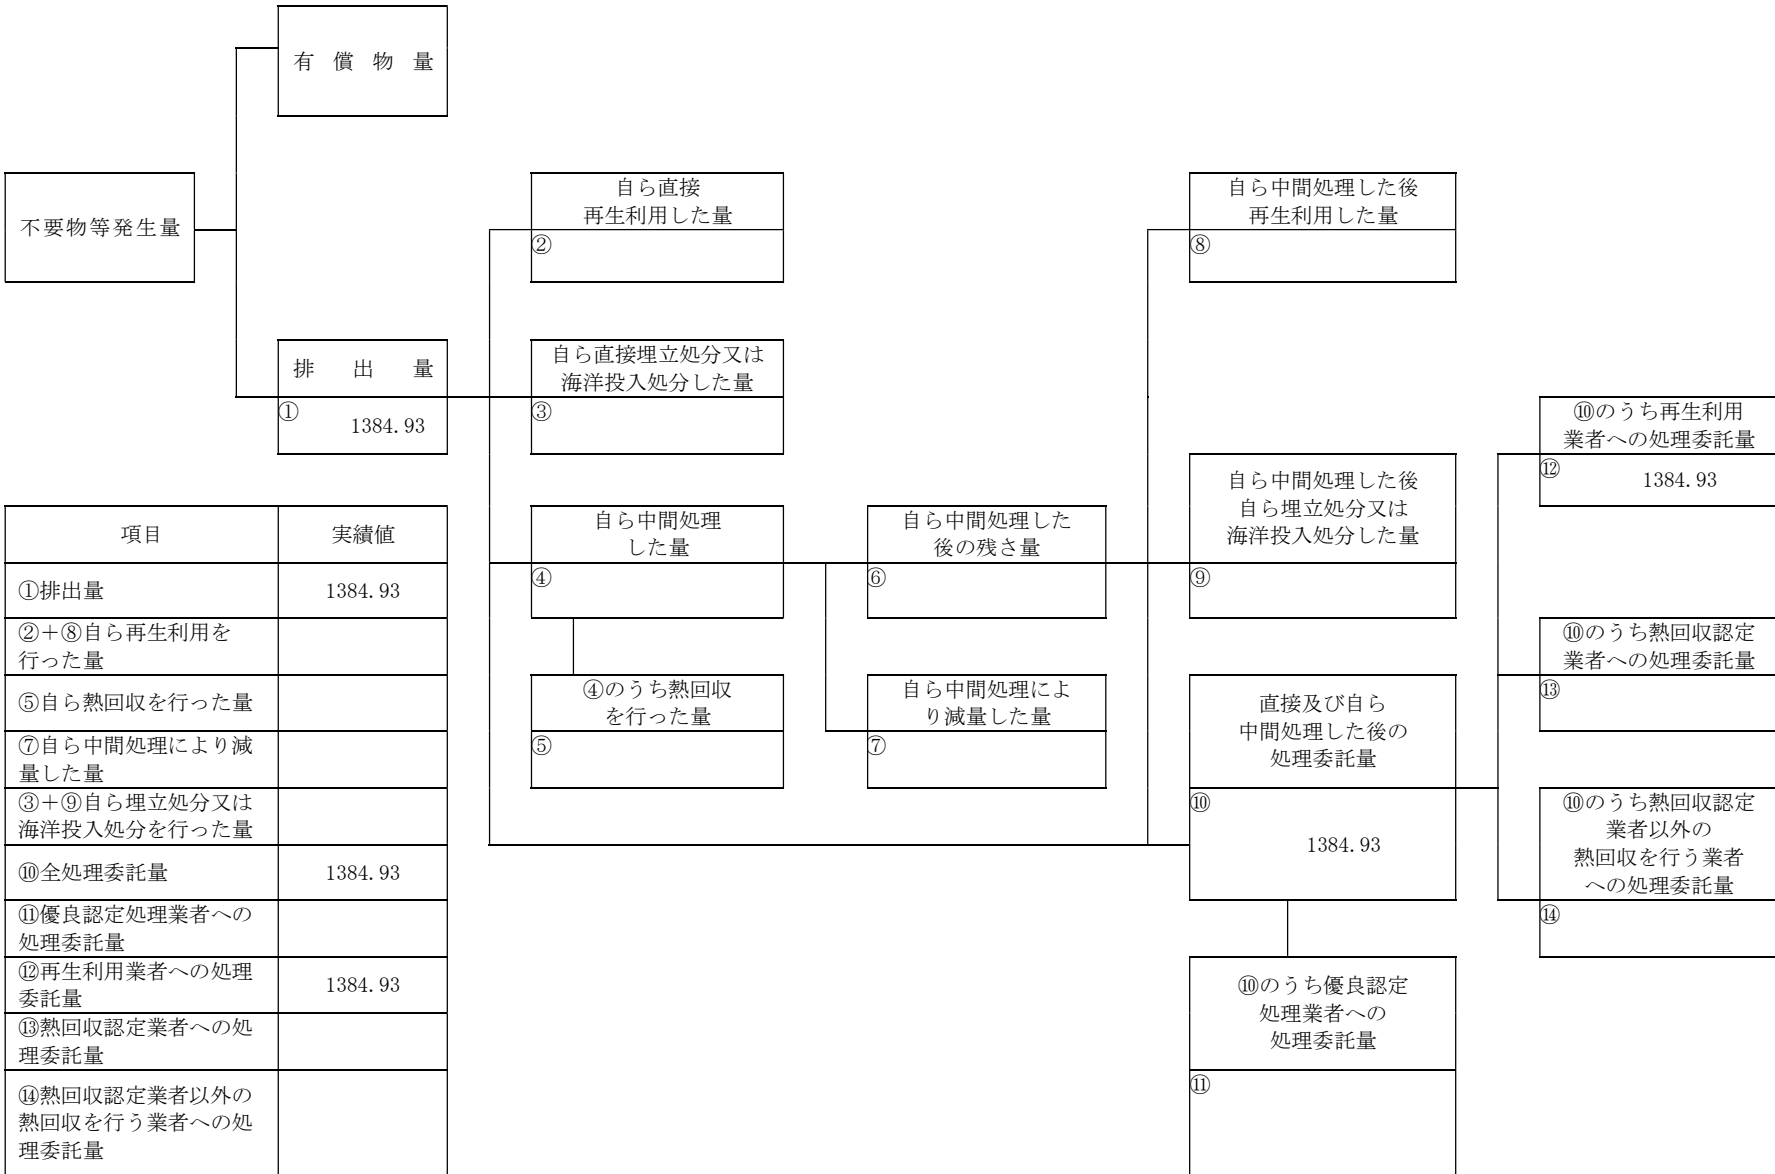 有償物量
不要物等発生量
自ら直接
再生利用した量
②
自ら中間処理した後
再生利用した量
⑧
排出量
①
1384.93
自ら直接埋立処分又は
海洋投入処分した量
③
⑩のうち再生利用
業者への処理委託量
⑫
1384.93
項目 実績値
①排出量 1384.93
②＋⑧自ら再生利用を
行った量
⑤自ら熱回収を行った量
⑦自ら中間処理により減
量した量
③＋⑨自ら埋立処分又は
海洋投入処分を行った量
⑩全処理委託量 1384.93
⑪優良認定処理業者への
処理委託量
⑫再生利用業者への処理
委託量 1384.93
⑬熱回収認定業者への処
理委託量
⑭熱回収認定業者以外の
熱回収を行う業者への処
理委託量
自ら中間処理
した量
④
④のうち熱回収
を行った量
⑤
自ら中間処理した
後の残さ量
⑥
自ら中間処理によ
り減量した量
⑦
自ら中間処理した後
自ら埋立処分又は
海洋投入処分した量
⑨
直接及び自ら
中間処理した後の
処理委託量
⑩
1384.93
⑩のうち優良認定
処理業者への
処理委託量
⑪
⑩のうち熱回収認定
業者への処理委託量
⑬
⑩のうち熱回収認定
業者以外の
熱回収を行う業者
への処理委託量
⑭